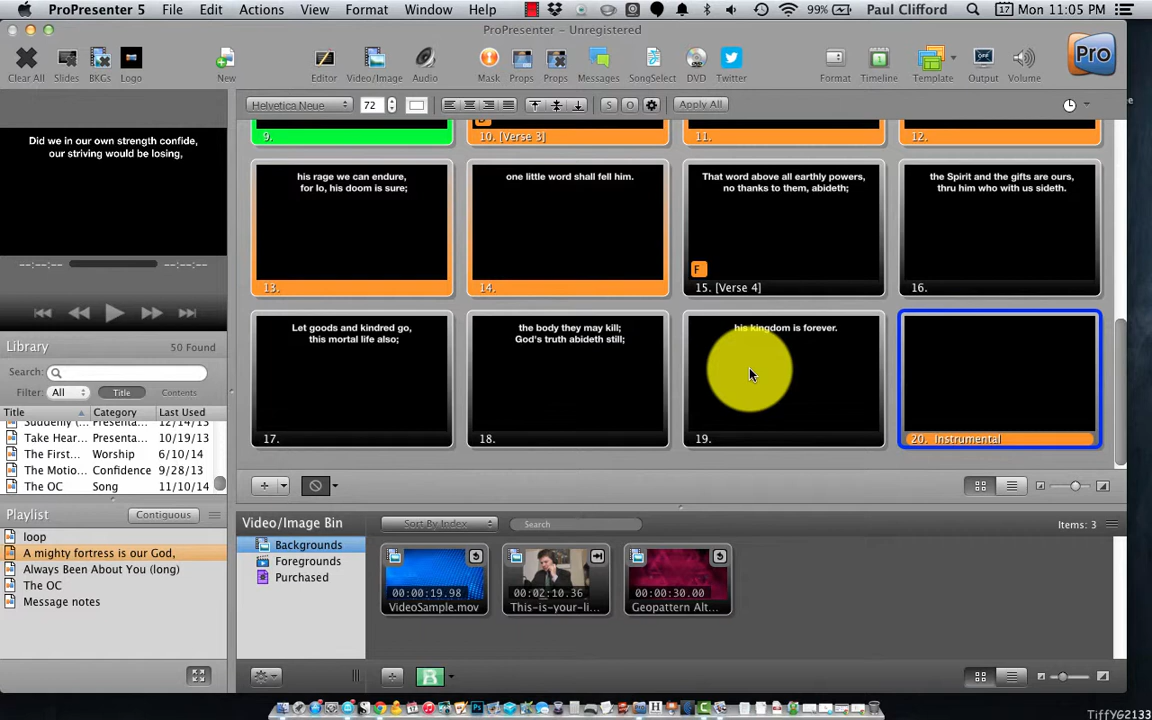 ProPresenter 5 File Edit Actions View Format Window Help 99% Paul Clifford 17 Mon 11:05 PM
ProPresenter - Unregistered
Clear All Slides BKGs Logo New Editor Video/Image Audio Mask Props Props Messages SongSelect DVD Twitter Format Timeline Template Output Volume Pro
Helvetica Neue 72 S O Apply All
Did we in our own strength confide,
our striving would be losing,
--:--:-- --:--:--
Library 50 Found
Search:
Filter: All Title Contents
Title Category Last Used
Suddenly (... Presenta... 12/14/13
Take Hear... Presenta... 10/19/13
The First... Worship 6/10/14
The Motio... Confidence 9/28/13
The OC Song 11/10/14
Playlist Contiguous
loop
A mighty fortress is our God,
Always Been About You (long)
The OC
Message notes
9. 10. [Verse 3] 11. 12.
his rage we can endure,
for lo, his doom is sure;
13.
one little word shall fell him.
14.
That word above all earthly powers,
no thanks to them, abideth;
F
15. [Verse 4]
the Spirit and the gifts are ours,
thru him who with us sideth.
16.
Let goods and kindred go,
this mortal life also;
17.
the body they may kill;
God's truth abideth still;
18.
his kingdom is forever.
19.
20. Instrumental
Video/Image Bin Sort By Index Search Items: 3
Backgrounds
Foregrounds
Purchased
00:00:19.98
VideoSample.mov
00:02:10.36
This-is-your-li...
00:00:30.00
Geopattern Alt...
Tiffy62133